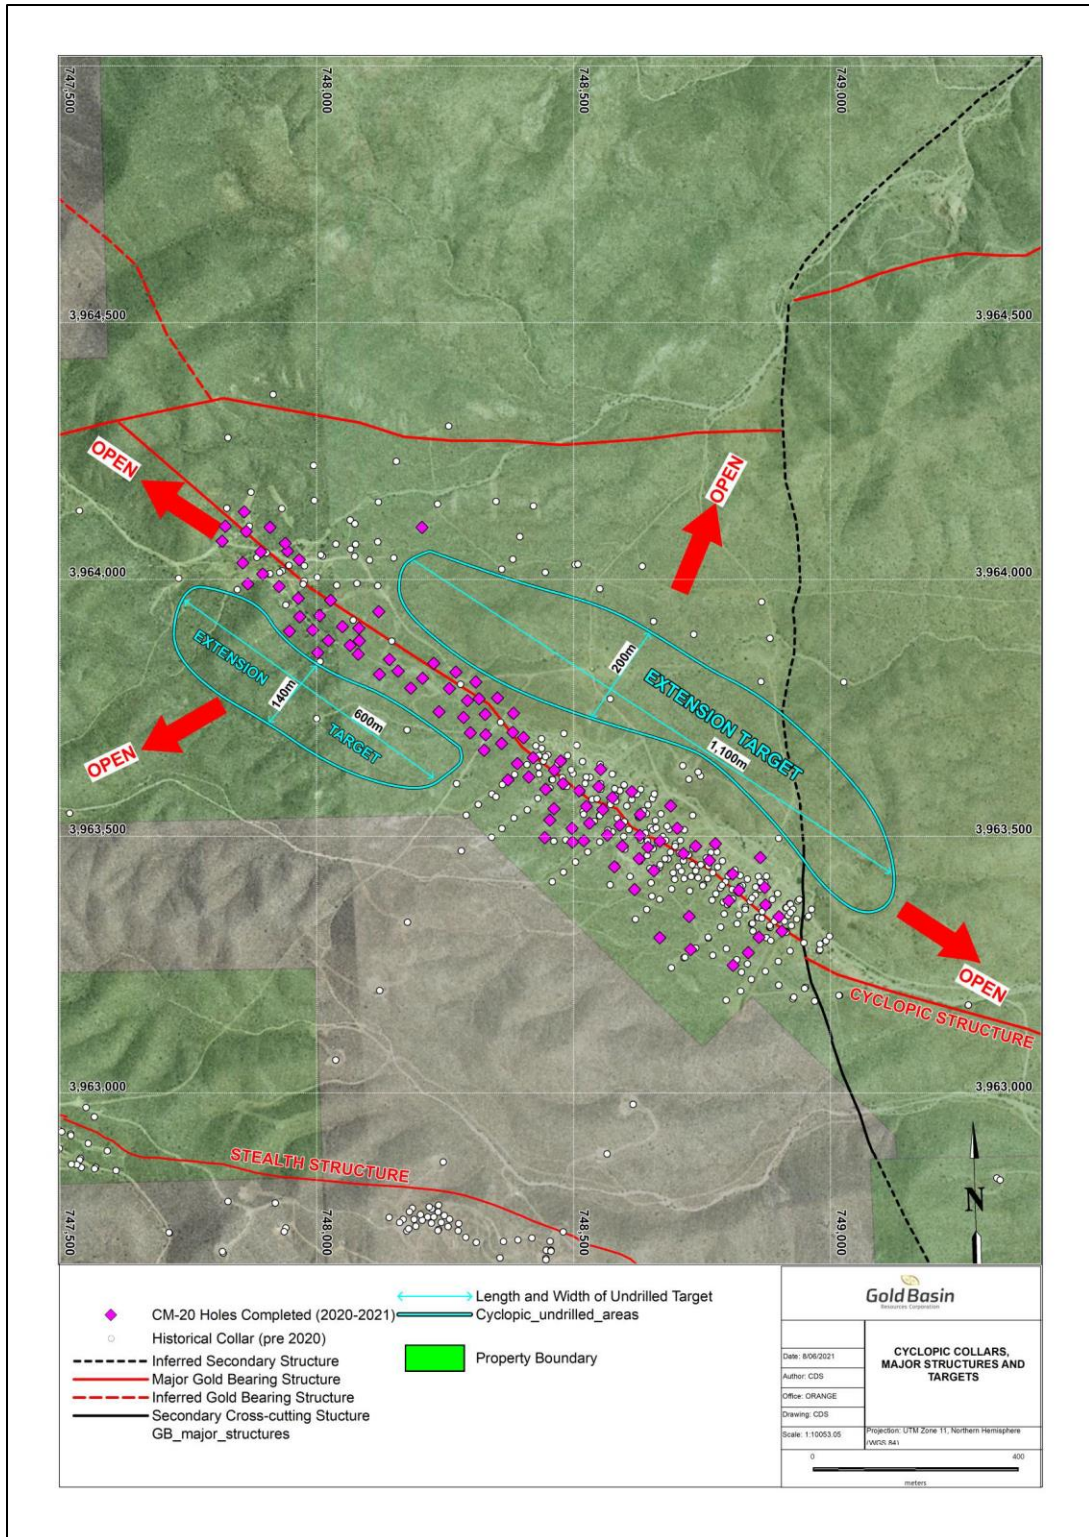 747,500
748,000
748,500
749,000
3,964,500
3,964,500
OPEN
OPEN
3,964,000
3,964,000
EXTENSION
140m
600m
TARGET
200m
EXTENSION TARGET
1,100m
OPEN
3,963,500
3,963,500
OPEN
CYCLOPIC STRUCTURE
3,963,000
3,963,000
STEALTH STRUCTURE
N
747,500
748,000
748,500
749,000
CM-20 Holes Completed (2020-2021)
Historical Collar (pre 2020)
Inferred Secondary Structure
Major Gold Bearing Structure
Inferred Gold Bearing Structure
Secondary Cross-cutting Stucture
GB_major_structures
Length and Width of Undrilled Target
Cyclopic_undrilled_areas
Property Boundary
Gold Basin
Resources Corporation
Date: 8/06/2021
Author: CDS
Office: ORANGE
Drawing: CDS
Scale: 1:10053.05
CYCLOPIC COLLARS,
MAJOR STRUCTURES AND
TARGETS
Projection: UTM Zone 11, Northern Hemisphere
(WGS 84)
0 400
meters